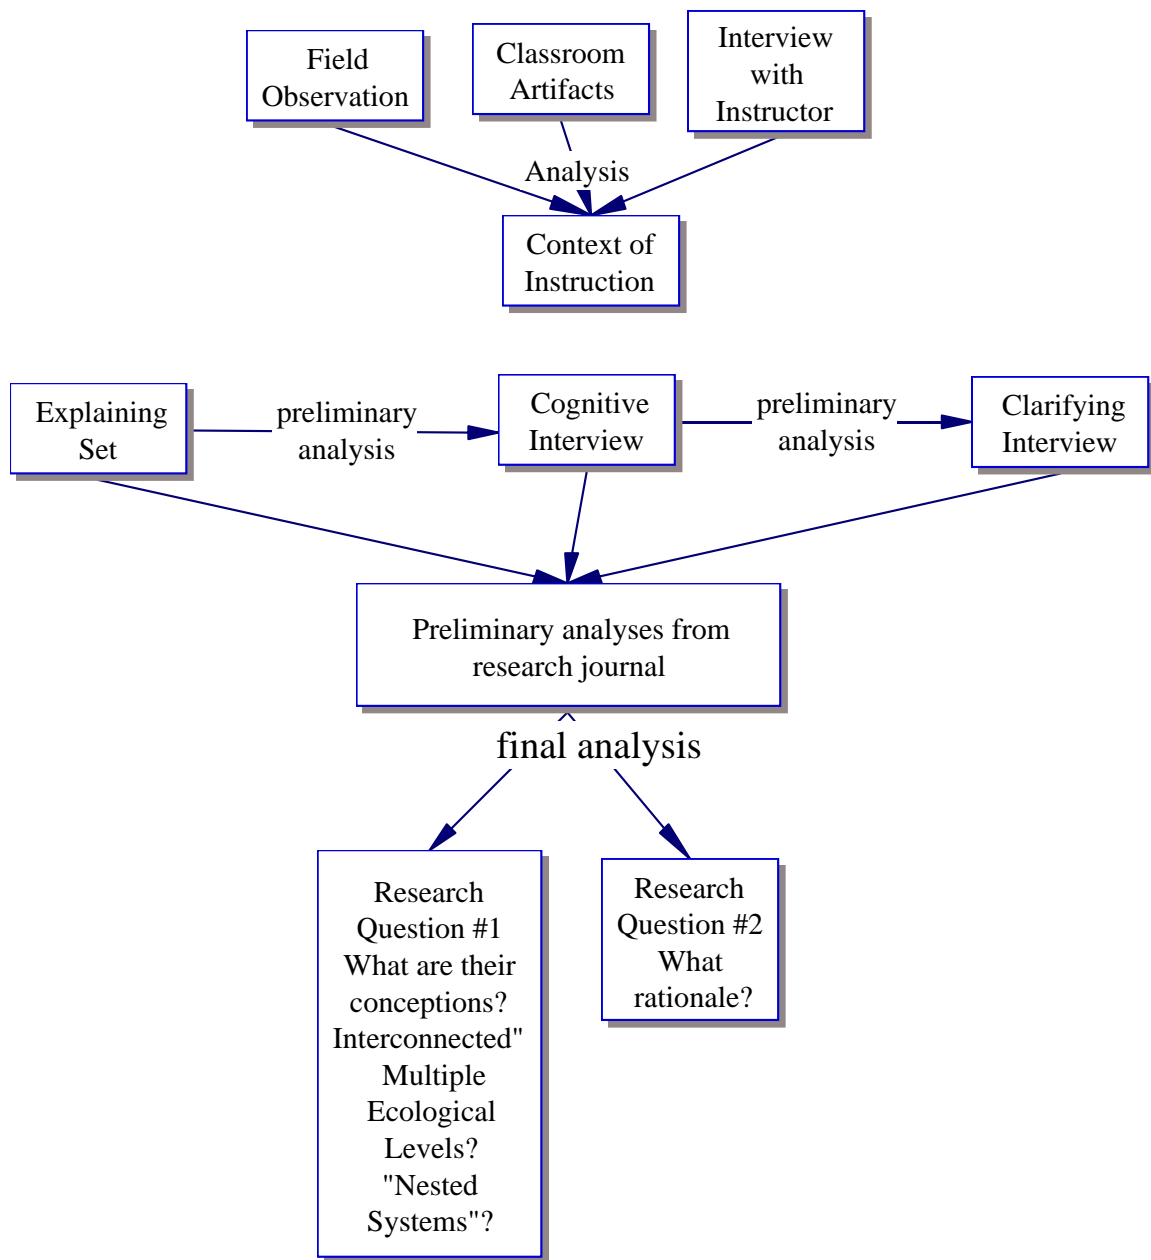 Field
Observation
Classroom
Artifacts
Interview
with
Instructor
Analysis
Context of
Instruction
Explaining
Set
preliminary
analysis
Cognitive
Interview
preliminary
analysis
Clarifying
Interview
Preliminary analyses from
research journal
final analysis
Research
Question #1
What are their
conceptions?
Interconnected"
Multiple
Ecological
Levels?
"Nested
Systems"?
Research
Question #2
What
rationale?